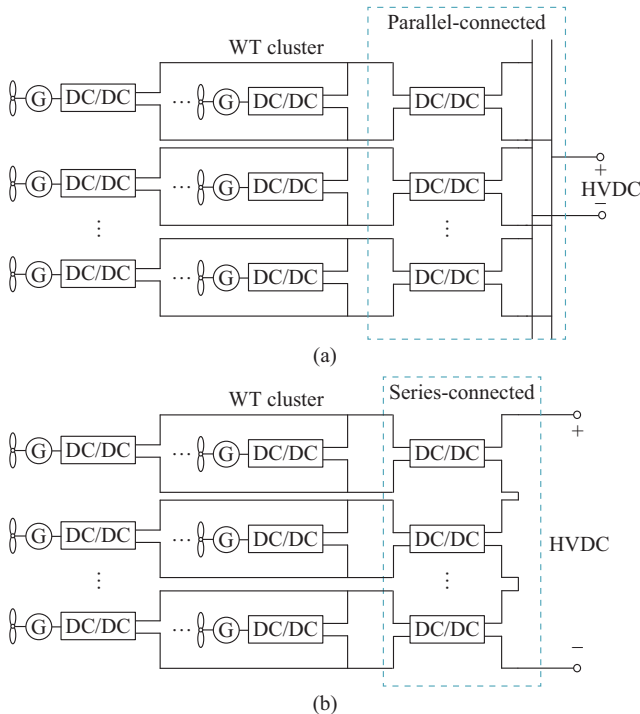 Parallel-connected
WT cluster
G DC/DC ... G DC/DC DC/DC
+
G DC/DC ... G DC/DC DC/DC HVDC
−
⋮ ⋮
G DC/DC ... G DC/DC DC/DC
(a)
Series-connected
WT cluster
+
G DC/DC ... G DC/DC DC/DC
G DC/DC ... G DC/DC DC/DC
HVDC
⋮ ⋮
G DC/DC ... G DC/DC DC/DC
−
(b)